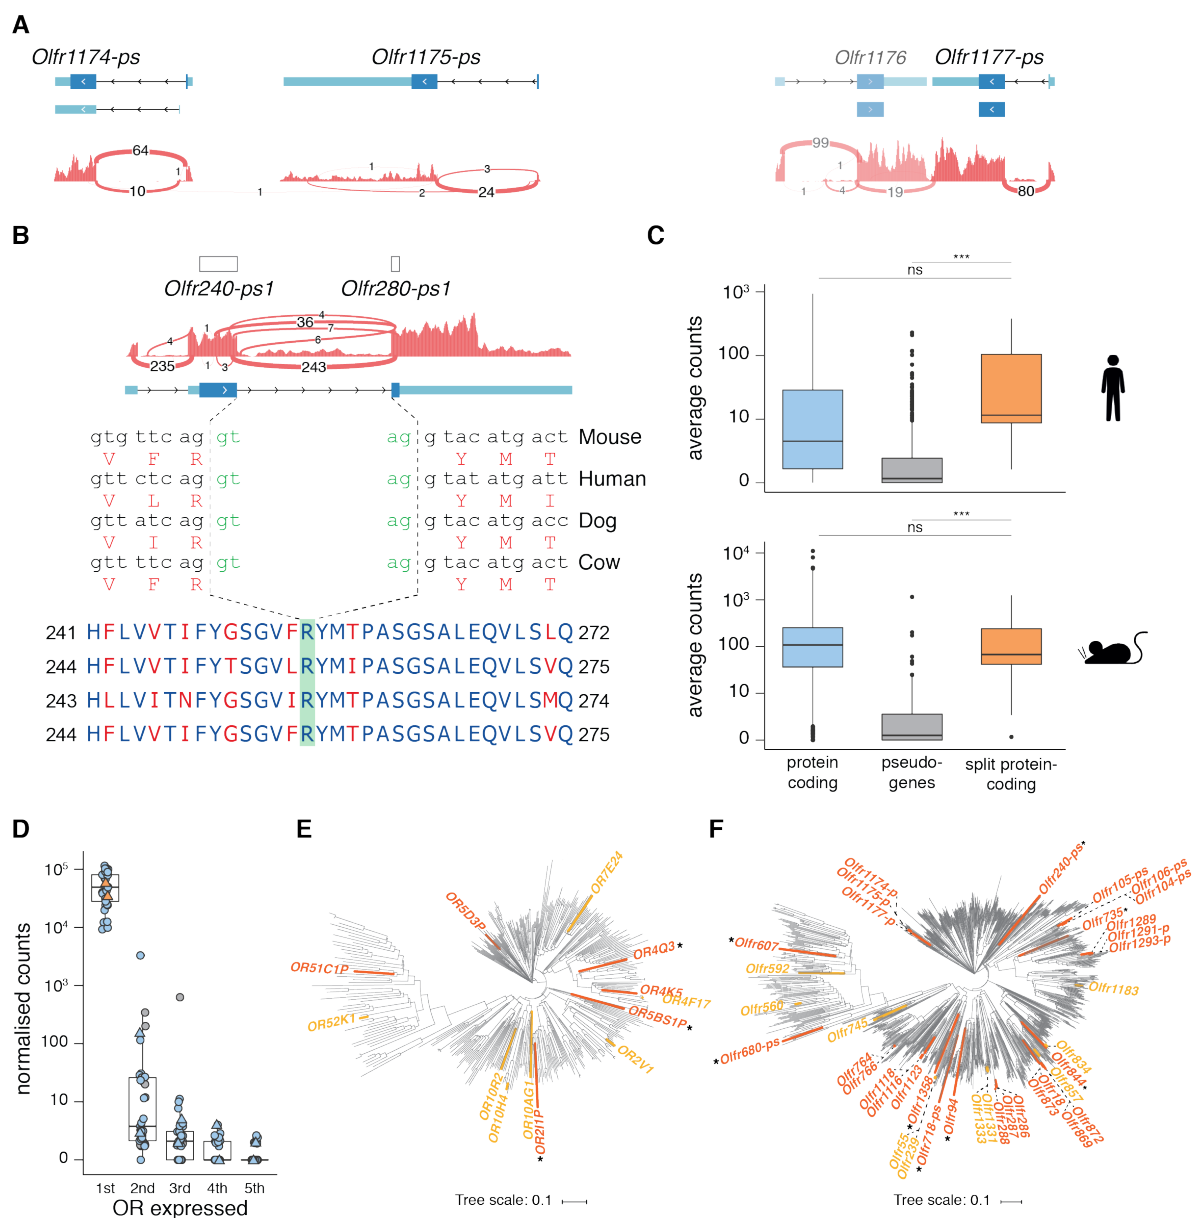 A
Olfr1174-ps
Olfr1175-ps
Olfr1176
Olfr1177-ps
64
10
1
1
1
2
3
24
99
1
1
4
19
80
B
Olfr240-ps1
Olfr280-ps1
4
1
36
7
4
6
235
1
3
243
gtg ttc ag gt ag g tac atg act Mouse
V F R Y M T
gtt ctc ag gt ag g tat atg att Human
V L R Y M I
gtt atc ag gt ag g tac atg acc Dog
V I R Y M T
gtt ttc ag gt ag g tac atg act Cow
V F R Y M T
241 HFLVVTIFYGSGVFRYMTPASGSALEQVLSLQ 272
244 HFLVVTIFYTSGVLRYMIPASGSALEQVLSVQ 275
243 HLLVITNFYGSGVIRYMTPASGSALEQVLSMQ 274
244 HFLVVTIFYGSGVFRYMTPASGSALEQVLSVQ 275
C
***
ns
average counts
10³
100
10
0
***
ns
average counts
10⁴
10³
100
10
0
protein coding
pseudo-genes
split protein-coding
D
normalised counts
10⁵
10⁴
10³
100
10
0
1st 2nd 3rd 4th 5th
OR expressed
E
OR7E24
OR5D3P
OR4Q3 *
OR51C1P
OR4K5
OR4F17
OR5BS1P *
OR52K1
OR2V1
OR10R2
OR10H4
OR10AG1
OR2I1P
*
Tree scale: 0.1
F
Olfr240-ps*
Olfr1174-p
Olfr1175-p
Olfr1177-p
Olfr105-ps
Olfr106-ps
Olfr104-ps
Olfr735*
Olfr1289
Olfr1291-p
Olfr1293-p
*Olfr607
Olfr592
Olfr1183
Olfr560
Olfr745
*Olfr680-ps
Olfr764
Olfr766
Olfr1118
Olfr1116
Olfr1123
*Olfr1358
Olfr55
Olfr239
*Olfr718-ps
*Olfr94
Olfr1333
Olfr1331
Olfr288
Olfr287
Olfr286
Olfr834
Olfr844*
Olfr857
Olfr18
Olfr873
Olfr872
Olfr869
Tree scale: 0.1